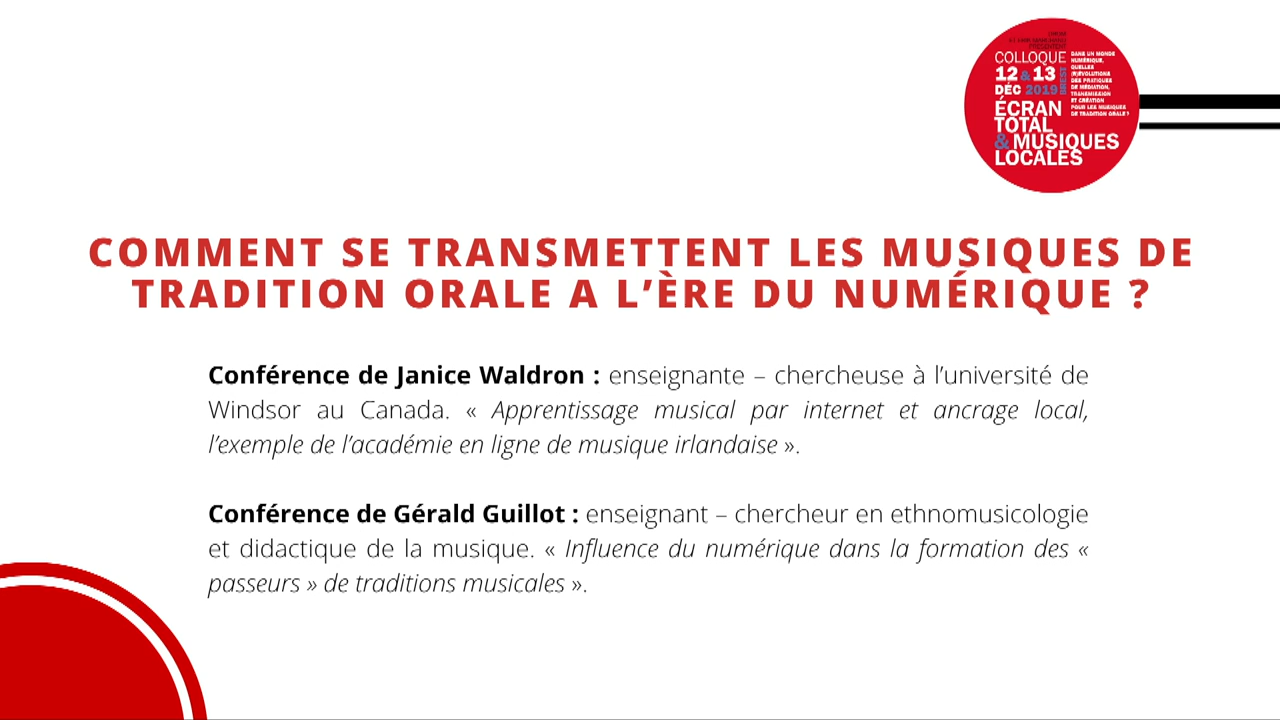 COLLOQUE
12 & 13
DÉC 2019
BREST
DANS UN MONDE
NUMÉRIQUE,
QUELLES
(R)ÉVOLUTIONS
DES PRATIQUES
DE MÉDIATION,
TRANSMISSION
ET CRÉATION
POUR LES MUSIQUES
DE TRADITION ORALE ?
ÉCRAN
TOTAL
& MUSIQUES
LOCALES
COMMENT SE TRANSMETTENT LES MUSIQUES DE
TRADITION ORALE A L’ÈRE DU NUMÉRIQUE ?
Conférence de Janice Waldron : enseignante – chercheuse à l’université de
Windsor au Canada. « Apprentissage musical par internet et ancrage local,
l’exemple de l’académie en ligne de musique irlandaise ».
Conférence de Gérald Guillot : enseignant – chercheur en ethnomusicologie
et didactique de la musique. « Influence du numérique dans la formation des «
passeurs » de traditions musicales ».